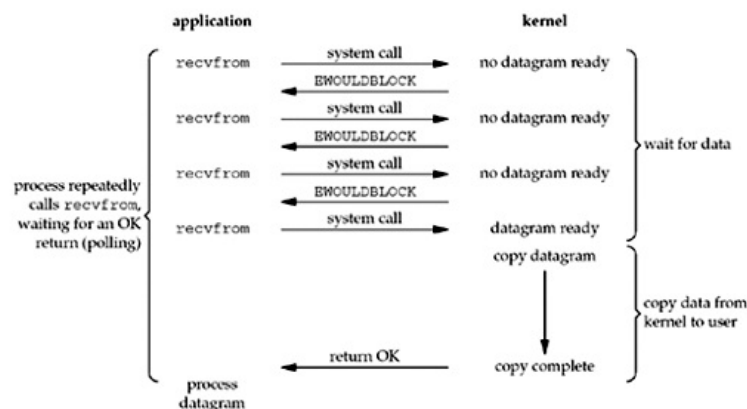 application kernel
recvfrom system call no datagram ready
EWOULDBLOCK
recvfrom system call no datagram ready
EWOULDBLOCK
recvfrom system call no datagram ready
EWOULDBLOCK
recvfrom system call datagram ready
wait for data
process repeatedly
calls recvfrom,
waiting for an OK
return (polling)
copy datagram
copy data from
kernel to user
return OK copy complete
process
datagram